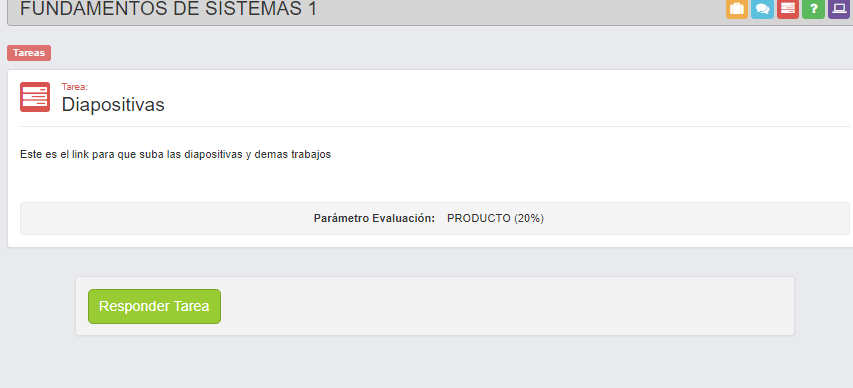 FUNDAMENTOS DE SISTEMAS 1
?
Tareas
Tarea:
Diapositivas
Este es el link para que suba las diapositivas y demas trabajos
Parámetro Evaluación: PRODUCTO (20%)
Responder Tarea